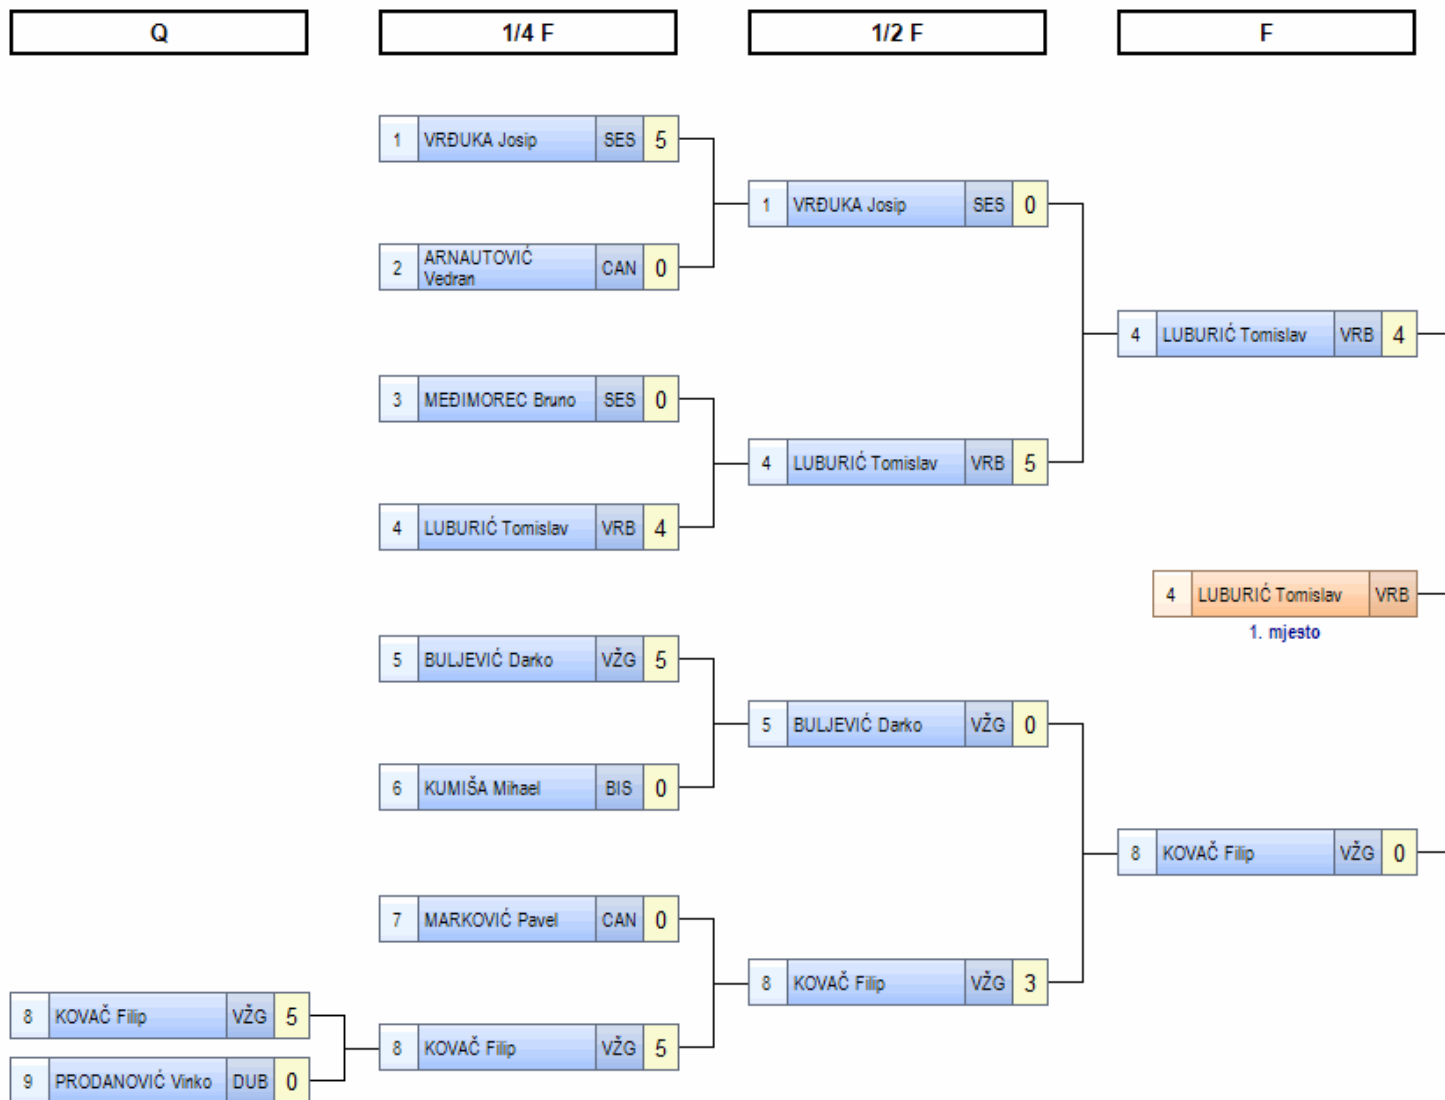 Q 1/4 F 1/2 F F
1 VRĐUKA Josip SES 5
1 VRĐUKA Josip SES 0
2 ARNAUTOVIĆ
Vedran CAN 0
4 LUBURIĆ Tomislav VRB 4
3 MEĐIMOREC Bruno SES 0
4 LUBURIĆ Tomislav VRB 5
4 LUBURIĆ Tomislav VRB 4
4 LUBURIĆ Tomislav VRB
1. mjesto
5 BULJEVIĆ Darko VŽG 5
5 BULJEVIĆ Darko VŽG 0
6 KUMIŠA Mihael BIS 0
8 KOVAČ Filip VŽG 0
7 MARKOVIĆ Pavel CAN 0
8 KOVAČ Filip VŽG 3
8 KOVAČ Filip VŽG 5
8 KOVAČ Filip VŽG 5
9 PRODANOVIĆ Vinko DUB 0